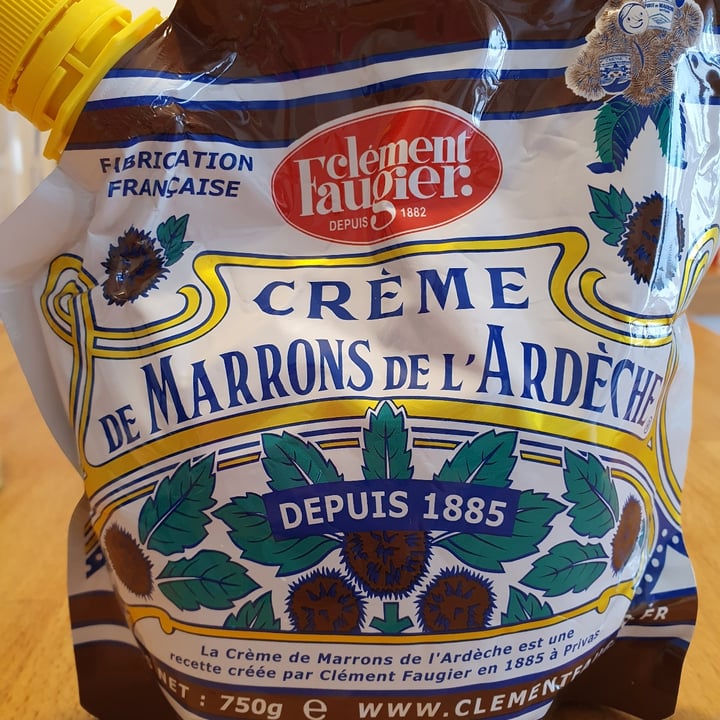 FABRICATION
FRANÇAISE
Clément
Faugier.
DEPUIS 1882
CRÈME
DE MARRONS DE L'ARDÈCHE
DEPUIS 1885
La Crème de Marrons de l'Ardèche est une
recette créée par Clément Faugier en 1885 à Privas
NET : 750g e WWW.CLEMENTFA
.FR